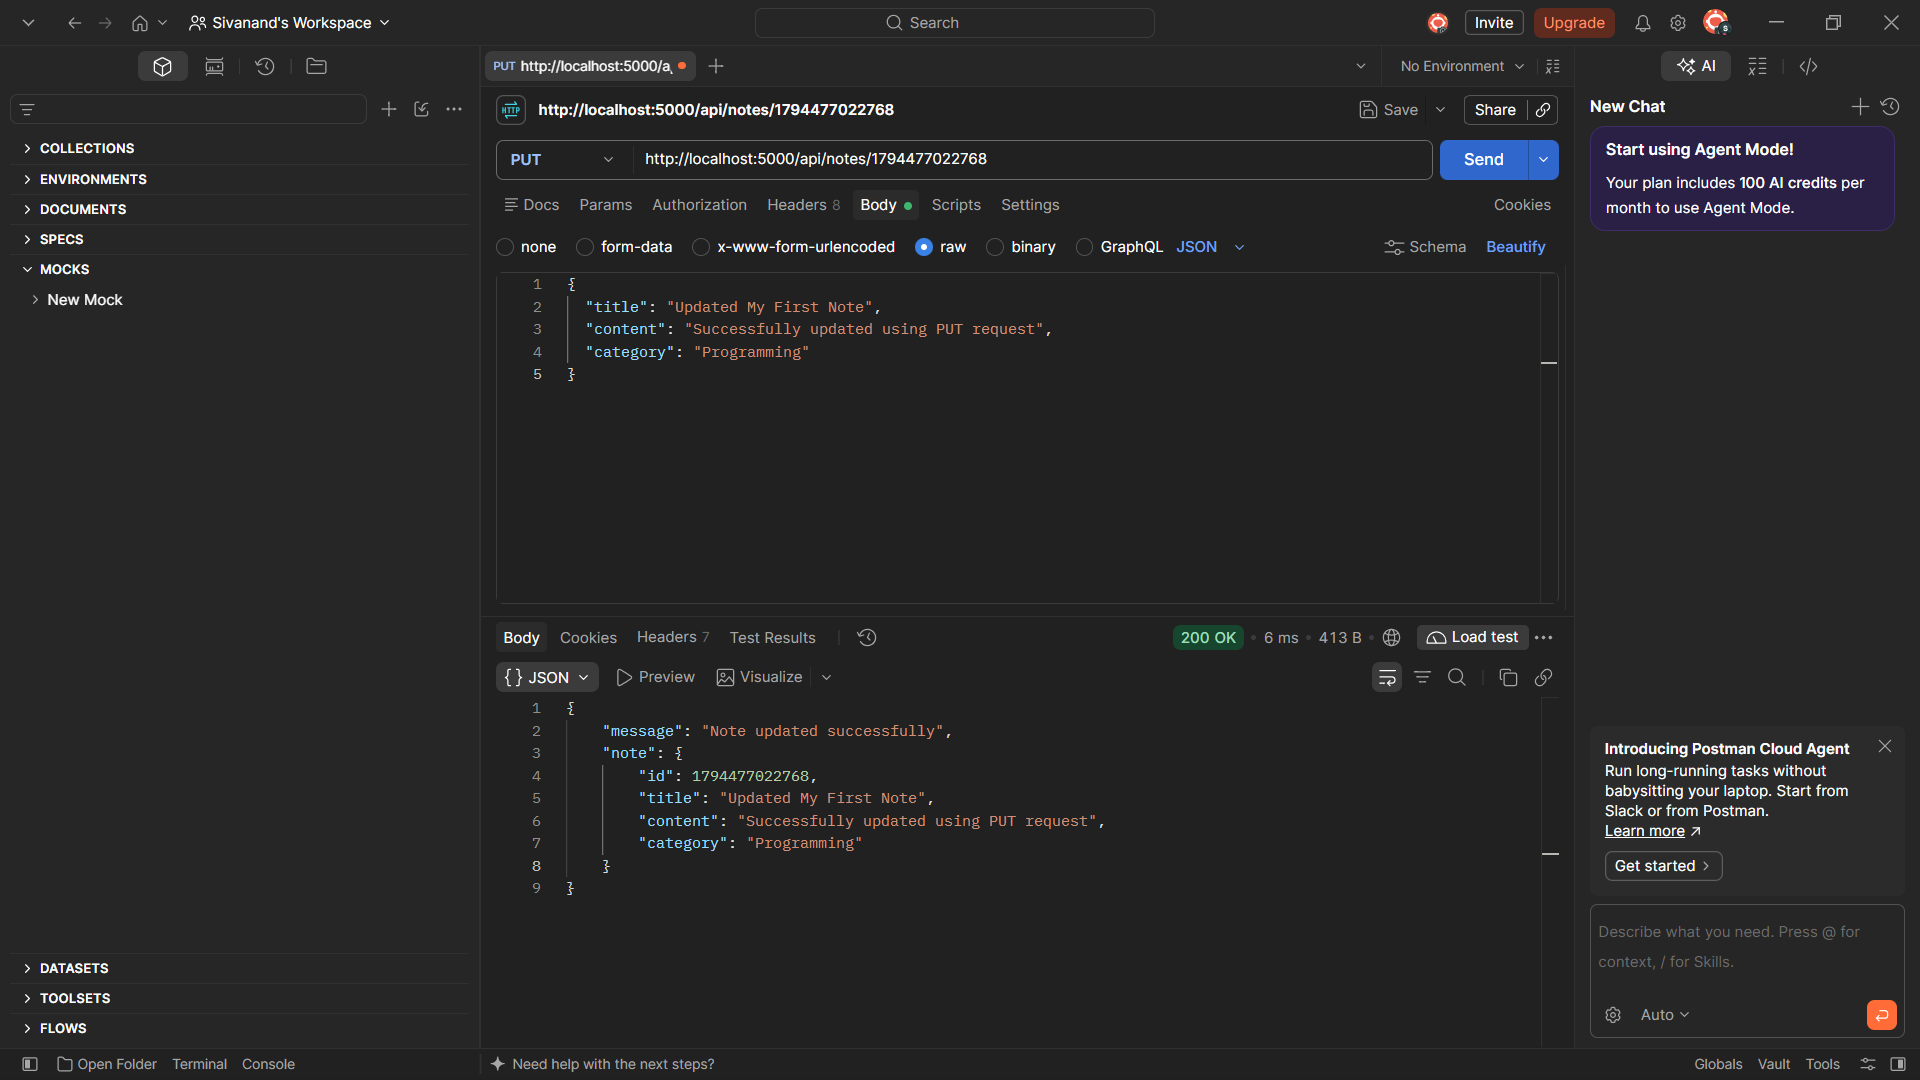 Sivanand's Workspace
Search
Invite
Upgrade
PUT http://localhost:5000/a
No Environment
AI
HTTP http://localhost:5000/api/notes/1794477022768
Save
Share
New Chat
Start using Agent Mode!
Your plan includes 100 AI credits per
month to use Agent Mode.
COLLECTIONS
ENVIRONMENTS
DOCUMENTS
SPECS
MOCKS
New Mock
PUT
http://localhost:5000/api/notes/1794477022768
Send
Docs
Params
Authorization
Headers 8
Body
Scripts
Settings
Cookies
none
form-data
x-www-form-urlencoded
raw
binary
GraphQL
JSON
Schema
Beautify
1 {
2 "title": "Updated My First Note",
3 "content": "Successfully updated using PUT request",
4 "category": "Programming"
5 }
Body
Cookies
Headers 7
Test Results
200 OK
6 ms
413 B
Load test
{} JSON
Preview
Visualize
1 {
2 "message": "Note updated successfully",
3 "note": {
4 "id": 1794477022768,
5 "title": "Updated My First Note",
6 "content": "Successfully updated using PUT request",
7 "category": "Programming"
8 }
9 }
Introducing Postman Cloud Agent
Run long-running tasks without
babysitting your laptop. Start from
Slack or from Postman.
Learn more
Get started
Describe what you need. Press @ for
context, / for Skills.
Auto
DATASETS
TOOLSETS
FLOWS
Open Folder
Terminal
Console
Need help with the next steps?
Globals
Vault
Tools